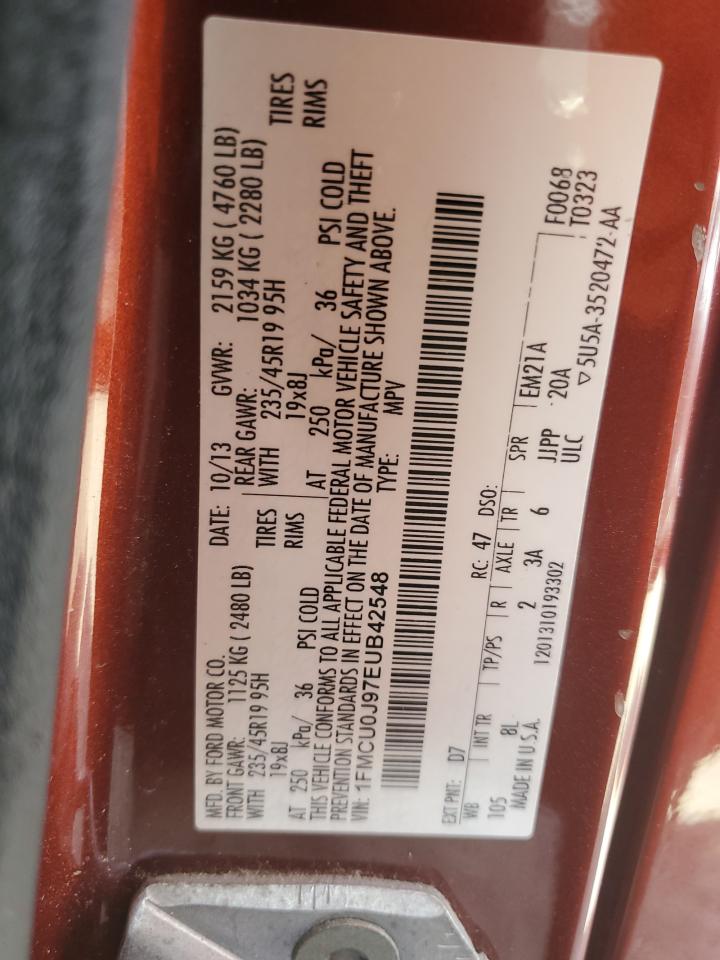 MFD. BY FORD MOTOR CO. DATE: 10/13 GVWR: 2159 KG ( 4760 LB)
FRONT GAWR: 1125 KG ( 2480 LB) REAR GAWR: 1034 KG ( 2280 LB)
WITH 235/45R19 95H TIRES WITH 235/45R19 95H TIRES
19x8J RIMS 19x8J RIMS
AT 250 kPa/ 36 PSI COLD AT 250 kPa/ 36 PSI COLD
THIS VEHICLE CONFORMS TO ALL APPLICABLE FEDERAL MOTOR VEHICLE SAFETY AND THEFT
PREVENTION STANDARDS IN EFFECT ON THE DATE OF MANUFACTURE SHOWN ABOVE.
VIN: 1FMCU0J97EUB42548 TYPE: MPV
EXT PNT: D7 RC: 47 DSO: F0068
WB INT TR TP/PS R AXLE TR SPR EM21A T0323
105 8L 2 3A 6 JJPP 20A
MADE IN U.S.A. 1201310193302 ULC ▽5U5A-3520472-AA